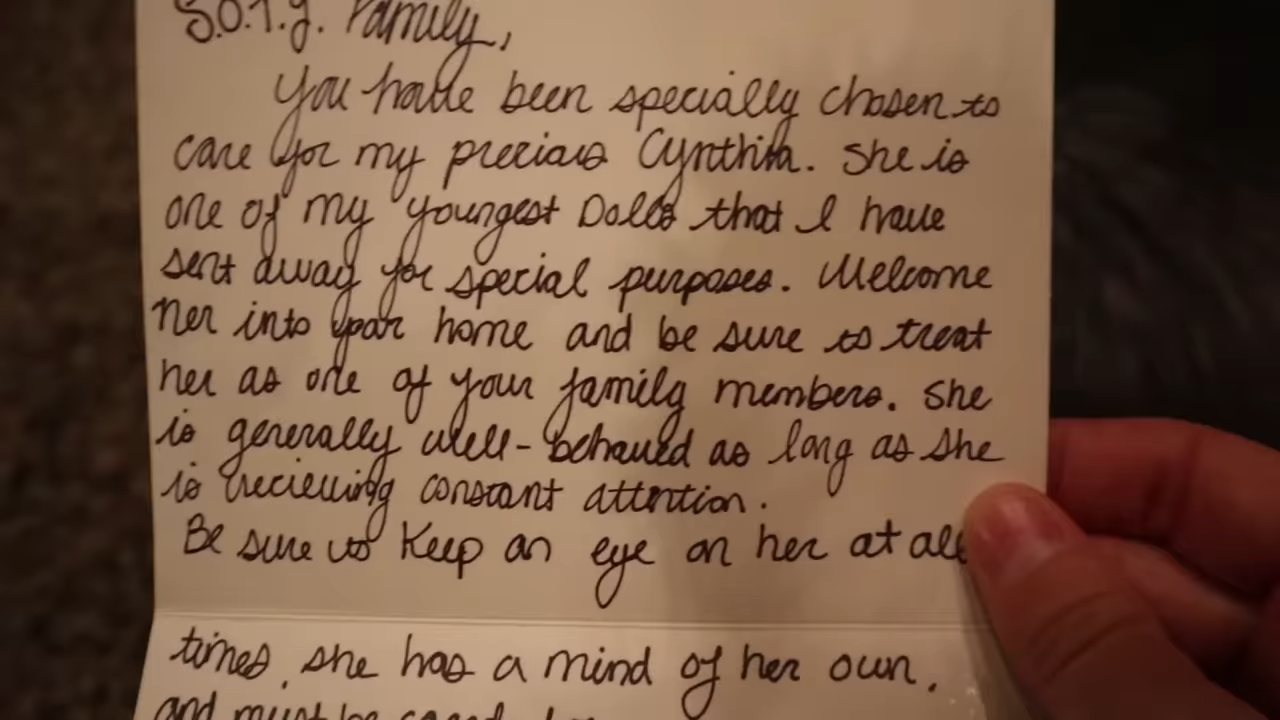 S.O.T.G. Family,
You have been specially chosen to
care for my precious Cynthia. She is
one of my youngest Dolls that I have
sent away for special purposes. Welcome
her into your home and be sure to treat
her as one of your family members. She
is generally well-behaved as long as she
is recieving constant attention.
Be sure to keep an eye on her at all
times, she has a mind of her own,
and must be